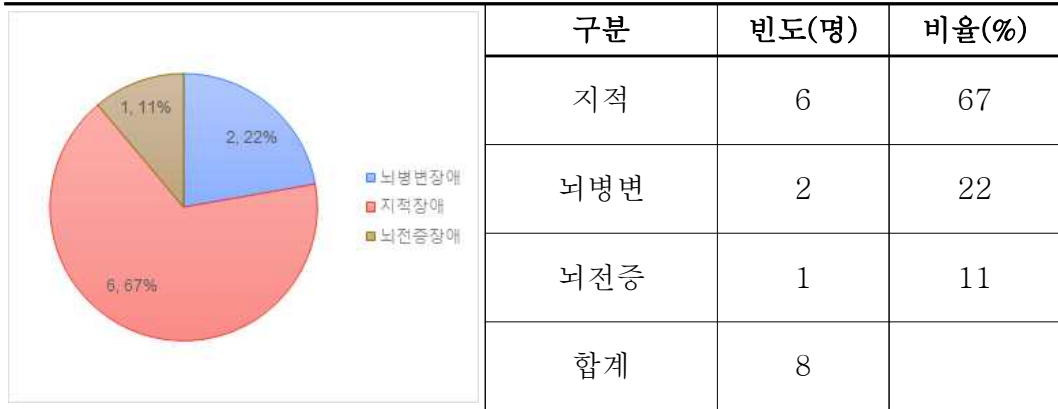 1, 11%
2, 22%
6, 67%
뇌병변장애
지적장애
뇌전증장애
구분 빈도(명) 비율(%)
지적 6 67
뇌병변 2 22
뇌전증 1 11
합계 8